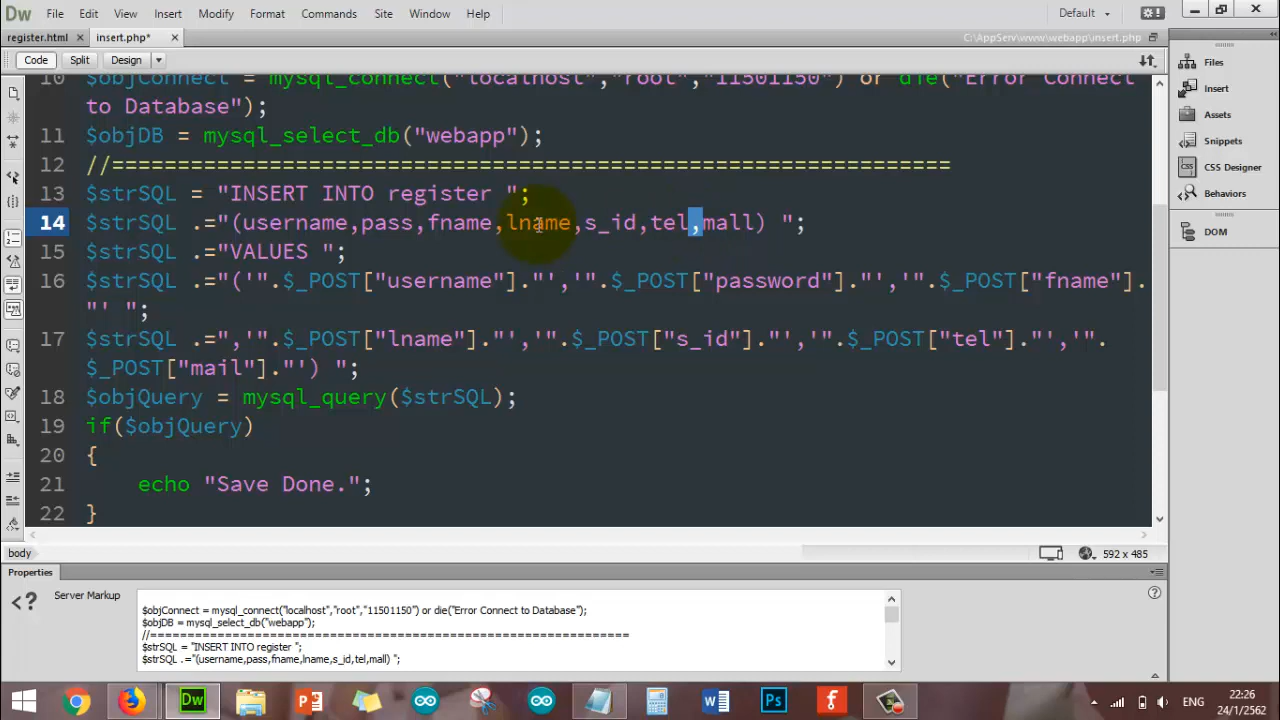 Dw File Edit View Insert Modify Format Commands Site Window Help Default
register.html × insert.php* × C:\AppServ\www\webapp\insert.php
Code Split Design
10 $objConnect = mysql_connect("localhost","root","11501150") or die("Error Connect
to Database");
11 $objDB = mysql_select_db("webapp");
12 //================================================================
13 $strSQL = "INSERT INTO register ";
14 $strSQL .="(username,pass,fname,lname,s_id,tel,mall) ";
15 $strSQL .="VALUES ";
16 $strSQL .="('".$_POST["username"]."','".$_POST["password"]."','".$_POST["fname"].
"' ";
17 $strSQL .=",'".$_POST["lname"]."','".$_POST["s_id"]."','".$_POST["tel"]."','".
$_POST["mail"]."') ";
18 $objQuery = mysql_query($strSQL);
19 if($objQuery)
20 {
21 echo "Save Done.";
22 }
Files
Insert
Assets
Snippets
CSS Designer
Behaviors
DOM
body 592 x 485
Properties
Server Markup
$objConnect = mysql_connect("localhost","root","11501150") or die("Error Connect to Database");
$objDB = mysql_select_db("webapp");
//================================================================
$strSQL = "INSERT INTO register ";
$strSQL .="(username,pass,fname,lname,s_id,tel,mall) ";
Dw W Ps f ENG 22:26
24/1/2562